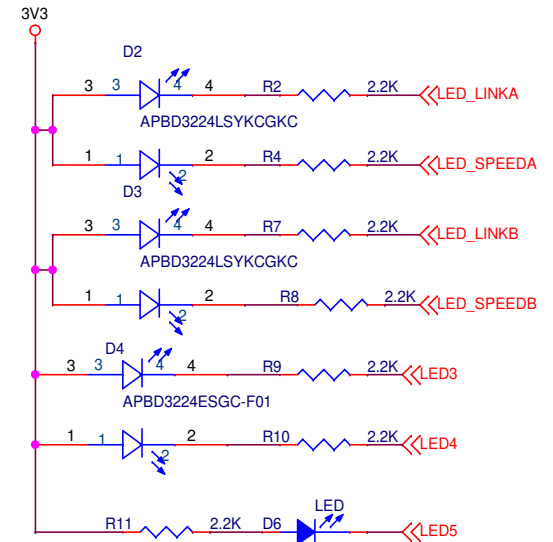 3V3
D2
3 3 4 4 R2 2.2K LED_LINKA
APBD3224LSYKCGKC
1 1 2 2 R4 2.2K LED_SPEEDA
D3
3 3 4 4 R7 2.2K LED_LINKB
APBD3224LSYKCGKC
1 1 2 2 R8 2.2K LED_SPEEDB
D4
3 3 4 4 R9 2.2K LED3
APBD3224ESGC-F01
1 1 2 2 R10 2.2K LED4
LED
R11 2.2K D6 LED5